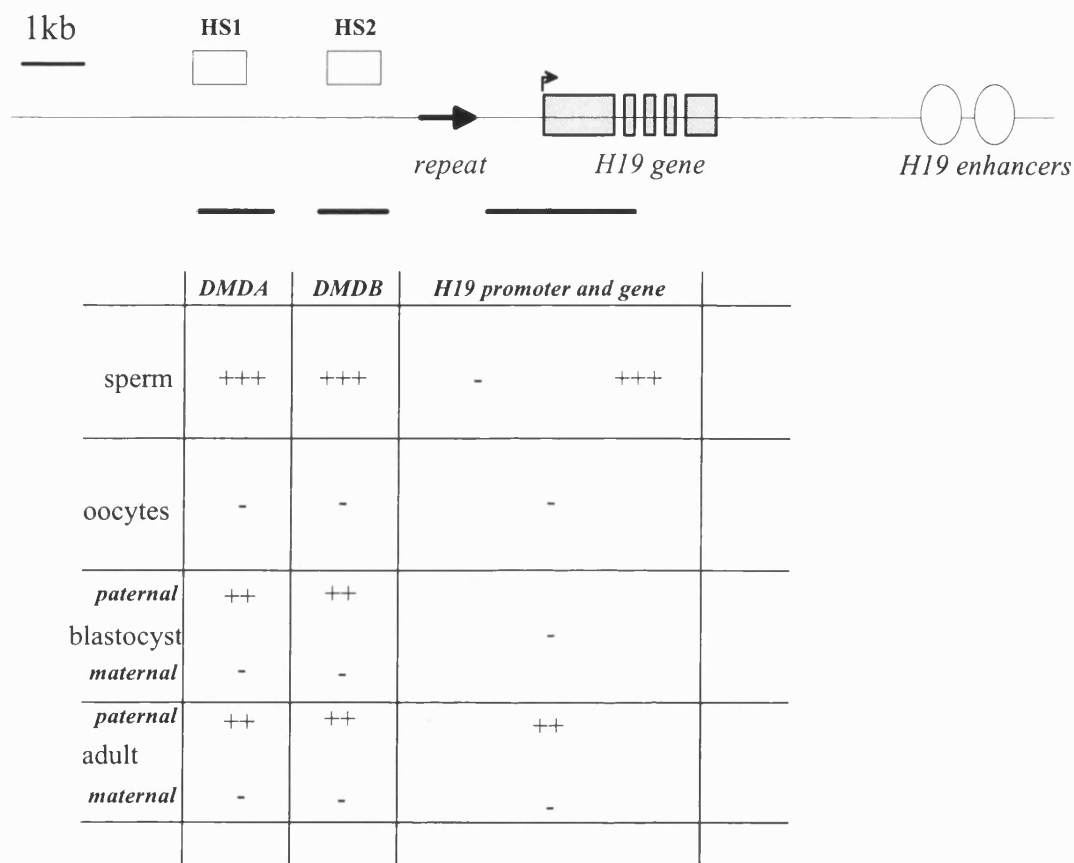 1kb HS1 HS2
repeat H19 gene H19 enhancers
DMDA DMDB H19 promoter and gene
sperm +++ +++ - +++
oocytes - - -
paternal ++ ++
blastocyst -
maternal - -
paternal ++ ++ ++
adult
maternal - - -